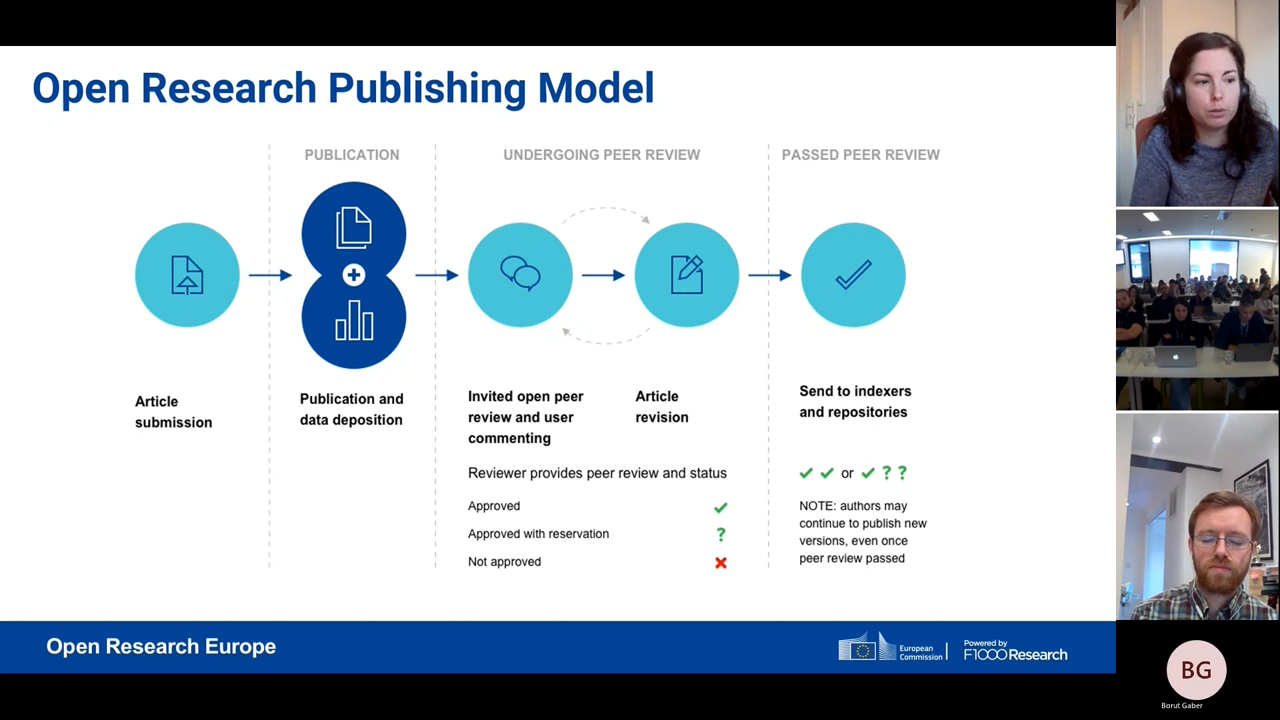 Open Research Publishing Model
PUBLICATION
UNDERGOING PEER REVIEW
PASSED PEER REVIEW
Article
submission
Publication and
data deposition
Invited open peer
review and user
commenting
Article
revision
Send to indexers
and repositories
Reviewer provides peer review and status
Approved
Approved with reservation
Not approved
or
NOTE: authors may
continue to publish new
versions, even once
peer review passed
Open Research Europe
European
Commission
Powered by
F1000Research
BG
Borut Gaber